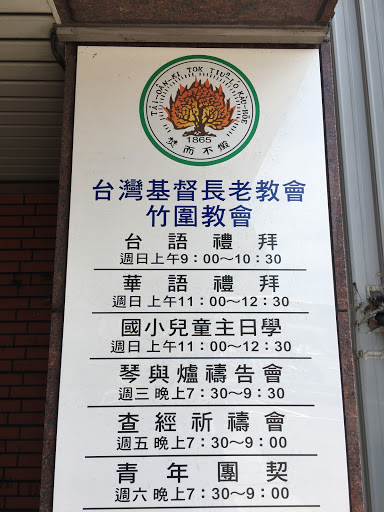 TÂI-OÂN KI-TOK TIÚⁿ-LÓ KÀU-HŌE
1865
焚而不燬
台灣基督長老教會
竹圍教會
台語禮拜
週日上午9:00～10:30
華語禮拜
週日 上午11:00～12:30
國小兒童主日學
週日 上午11:00～12:30
琴與爐禱告會
週三 晚上7:30～9:30
查經祈禱會
週五 晚上7:30～9:00
青年團契
週六 晚上7:30～9:00